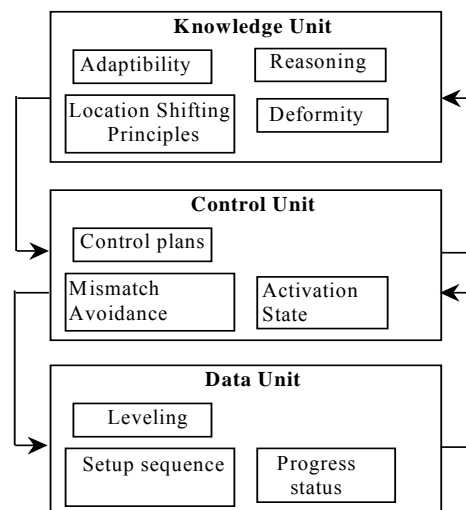 Knowledge Unit
Adaptibility
Reasoning
Location Shifting
Principles
Deformity
Control Unit
Control plans
Mismatch
Avoidance
Activation
State
Data Unit
Leveling
Setup sequence
Progress
status